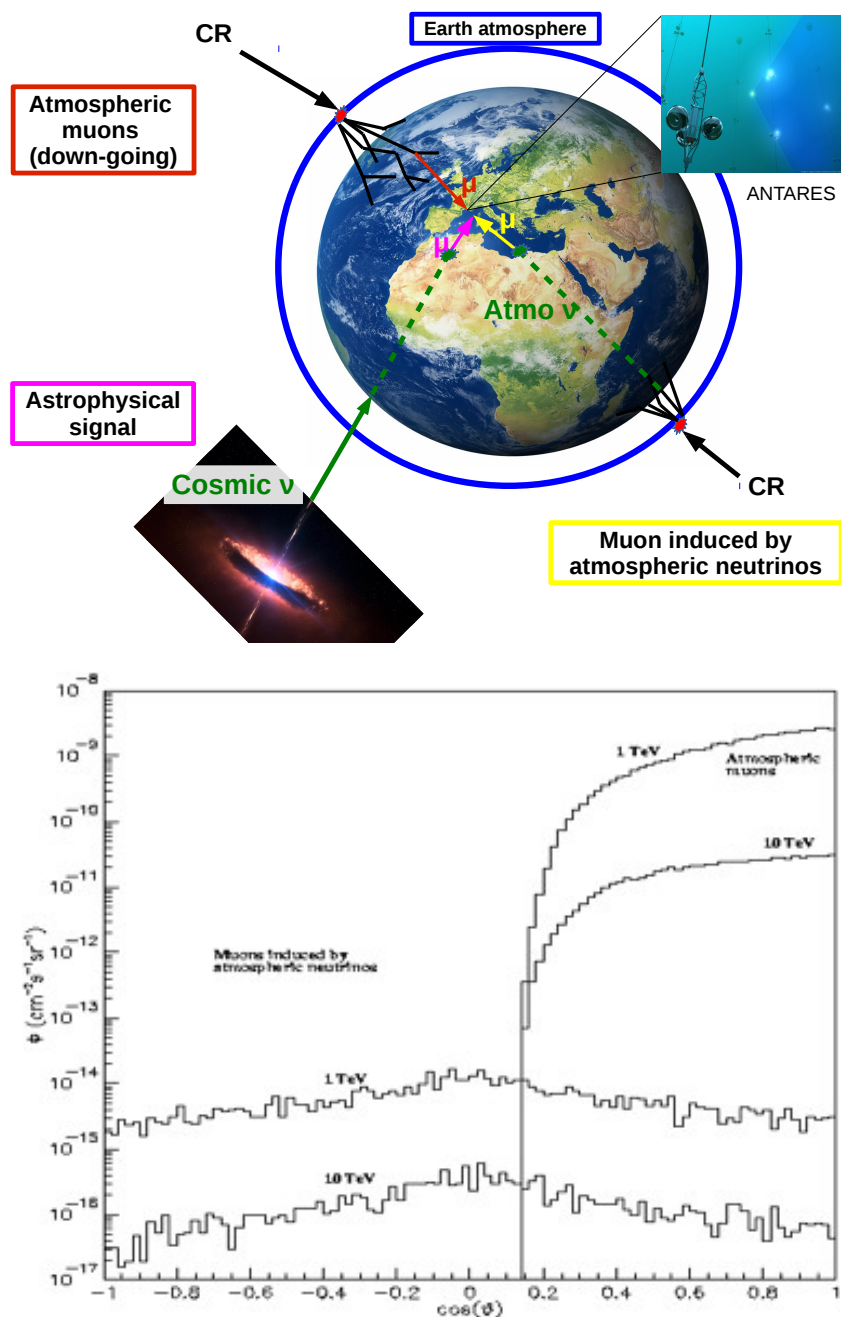 CR
Earth atmosphere
Atmospheric
muons
(down-going)
μ
μ
μ
ANTARES
Atmo ν
Astrophysical
signal
Cosmic ν
CR
Muon induced by
atmospheric neutrinos
10⁻⁸
10⁻⁹
10⁻¹⁰
10⁻¹¹
10⁻¹²
10⁻¹³
10⁻¹⁴
10⁻¹⁵
10⁻¹⁶
10⁻¹⁷
Φ (cm⁻²s⁻¹sr⁻¹)
1 TeV
Atmospheric
muons
10 TeV
Muons induced by
atmospheric neutrinos
1 TeV
10 TeV
-1 -0.8 -0.6 -0.4 -0.2 0 0.2 0.4 0.6 0.8 1
cos(ϑ)